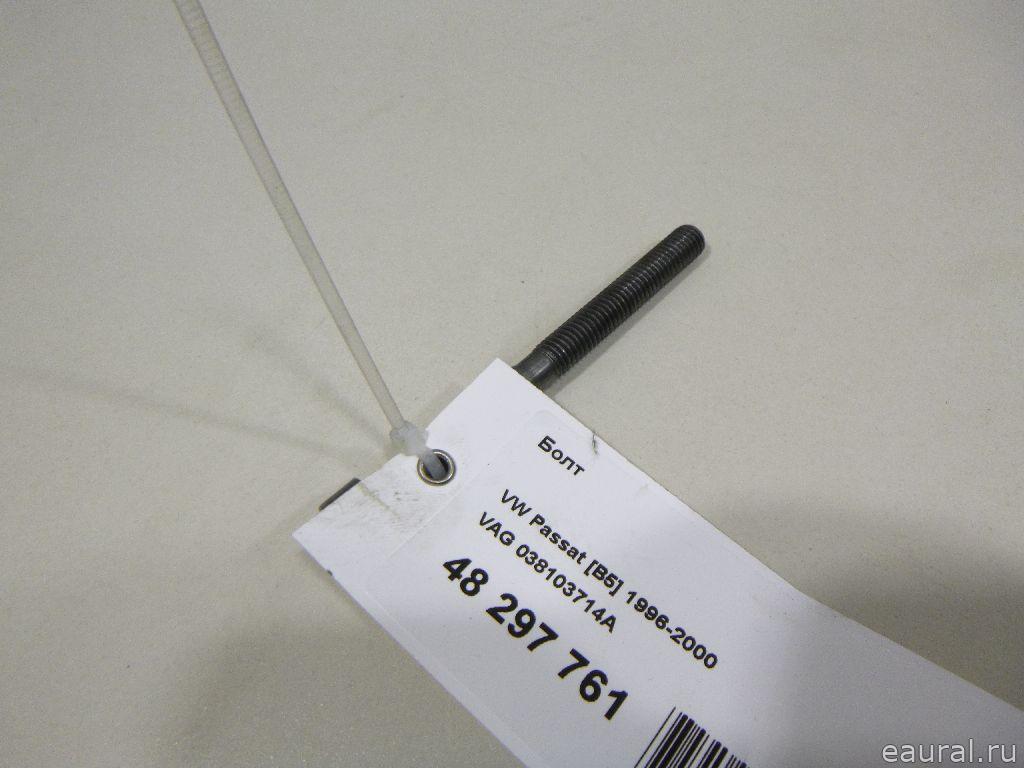 Болт
VW Passat [B5] 1996-2000
VAG 038103714A
48 297 761
eaural.ru